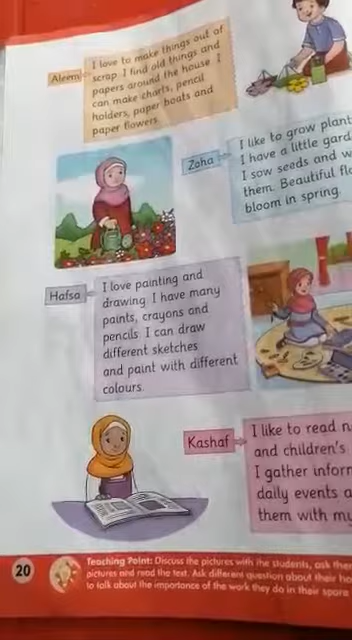 Aleem
I love to make things out of
scrap. I find old things and
papers around the house. I
can make charts, pencil
holders, paper boats and
paper flowers.
Zoha
I like to grow plant
I have a little gard
I sow seeds and w
them. Beautiful flo
bloom in spring.
Hafsa
I love painting and
drawing. I have many
paints, crayons and
pencils. I can draw
different sketches
and paint with different
colours.
Kashaf
I like to read n
and children's
I gather inform
daily events a
them with my
20
Teaching Point: Discuss the pictures with the students, ask them
pictures and read the text. Ask different question about their ho
to talk about the importance of the work they do in their spare